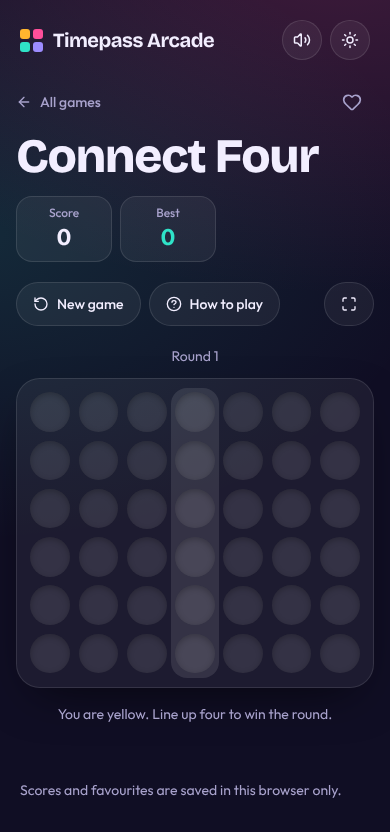 Timepass Arcade
All games
Connect Four
Score
0
Best
0
New game
How to play
Round 1
You are yellow. Line up four to win the round.
Scores and favourites are saved in this browser only.